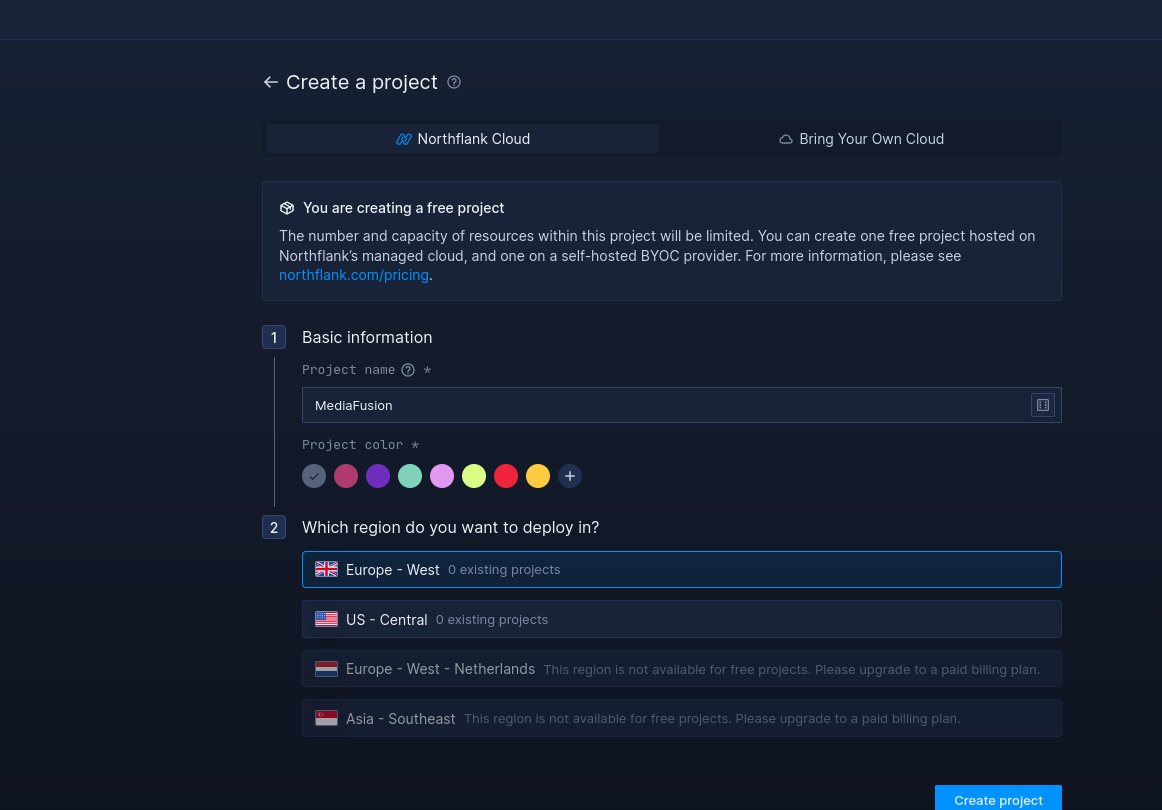 Create a project
Northflank Cloud
Bring Your Own Cloud
You are creating a free project
The number and capacity of resources within this project will be limited. You can create one free project hosted on
Northflank's managed cloud, and one on a self-hosted BYOC provider. For more information, please see
northflank.com/pricing.
1 Basic information
Project name *
MediaFusion
Project color *
2 Which region do you want to deploy in?
Europe - West 0 existing projects
US - Central 0 existing projects
Europe - West - Netherlands This region is not available for free projects. Please upgrade to a paid billing plan.
Asia - Southeast This region is not available for free projects. Please upgrade to a paid billing plan.
Create project